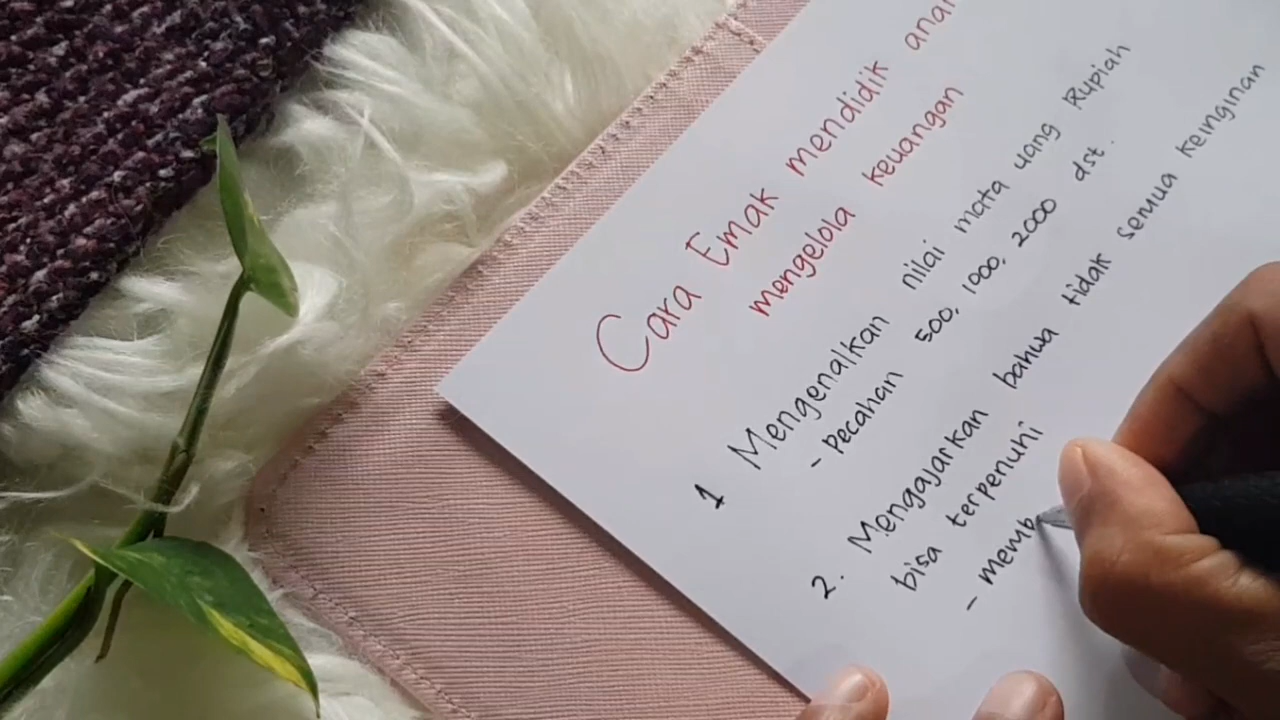 Cara Emak mendidik anak
mengelola keuangan
1 Mengenalkan nilai mata uang Rupiah
- Pecahan 500, 1000, 2000 dst.
2. Mengajarkan bahwa tidak semua keinginan
bisa terpenuhi
- memb